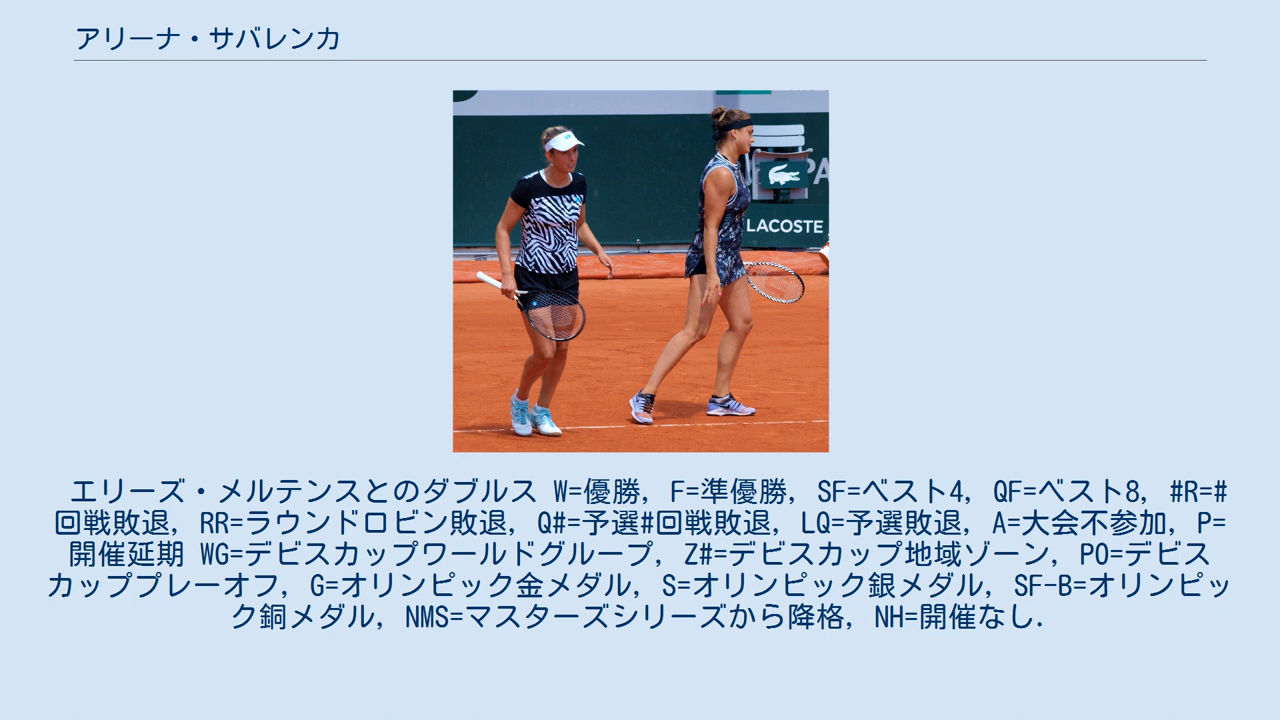 アリーナ・サバレンカ
PA
LACOSTE
エリーズ・メルテンスとのダブルス W=優勝, F=準優勝, SF=ベスト4, QF=ベスト8, #R=#
回戦敗退, RR=ラウンドロビン敗退, Q#=予選#回戦敗退, LQ=予選敗退, A=大会不参加, P=
開催延期 WG=デビスカップワールドグループ, Z#=デビスカップ地域ゾーン, PO=デビス
カッププレーオフ, G=オリンピック金メダル, S=オリンピック銀メダル, SF-B=オリンピッ
ク銅メダル, NMS=マスターズシリーズから降格, NH=開催なし.